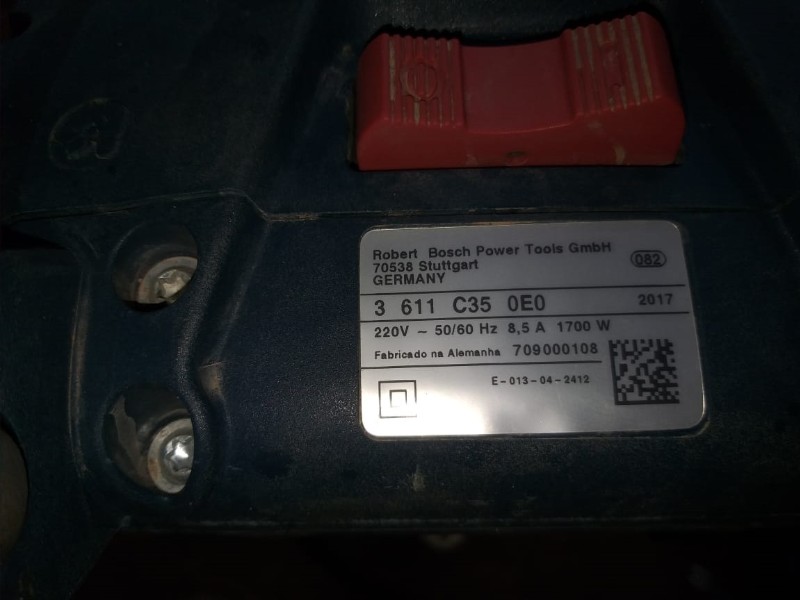 Robert Bosch Power Tools GmbH
70538 Stuttgart
GERMANY
082
3 611 C35 0E0
2017
220V ~ 50/60 Hz 8,5 A 1700 W
Fabricado na Alemanha 709000108
E-013-04-2412